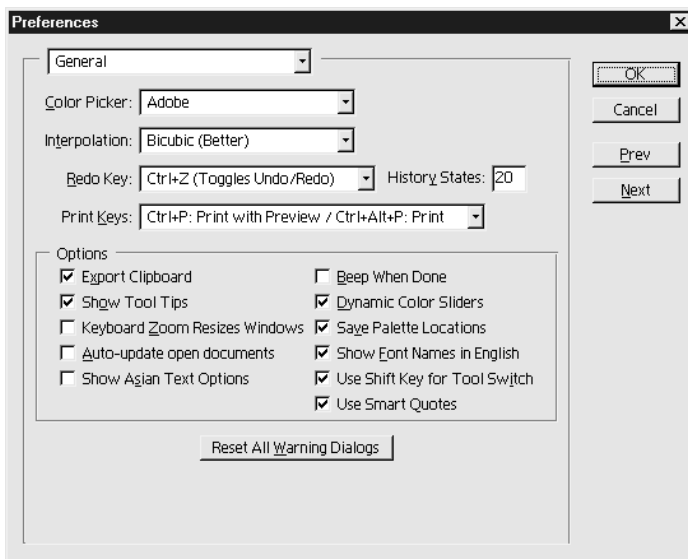 Preferences
General
OK
Color Picker: Adobe
Cancel
Interpolation: Bicubic (Better)
Prev
Redo Key: Ctrl+Z (Toggles Undo/Redo) History States: 20
Next
Print Keys: Ctrl+P: Print with Preview / Ctrl+Alt+P: Print
Options
Export Clipboard
Show Tool Tips
Keyboard Zoom Resizes Windows
Auto-update open documents
Show Asian Text Options
Beep When Done
Dynamic Color Sliders
Save Palette Locations
Show Font Names in English
Use Shift Key for Tool Switch
Use Smart Quotes
Reset All Warning Dialogs